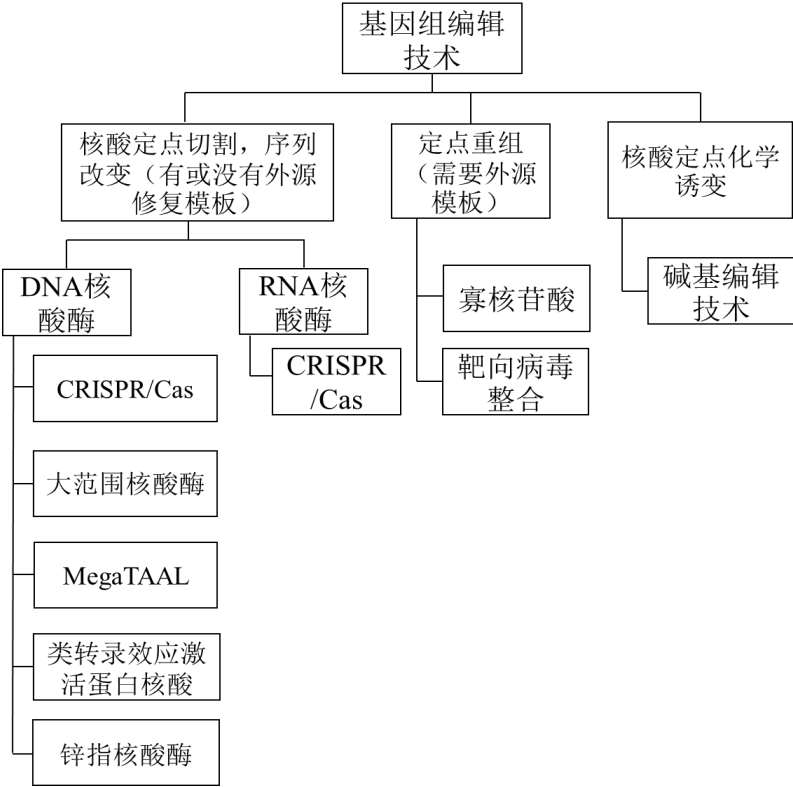 基因组编辑
技术
核酸定点切割，序列
改变（有或没有外源
修复模板）
定点重组
（需要外源
模板）
核酸定点化学
诱变
DNA核
酸酶
RNA核
酸酶
寡核苷酸
碱基编辑
技术
CRISPR/Cas
CRISPR
/Cas
靶向病毒
整合
大范围核酸酶
MegaTAAL
类转录效应激
活蛋白核酸
锌指核酸酶